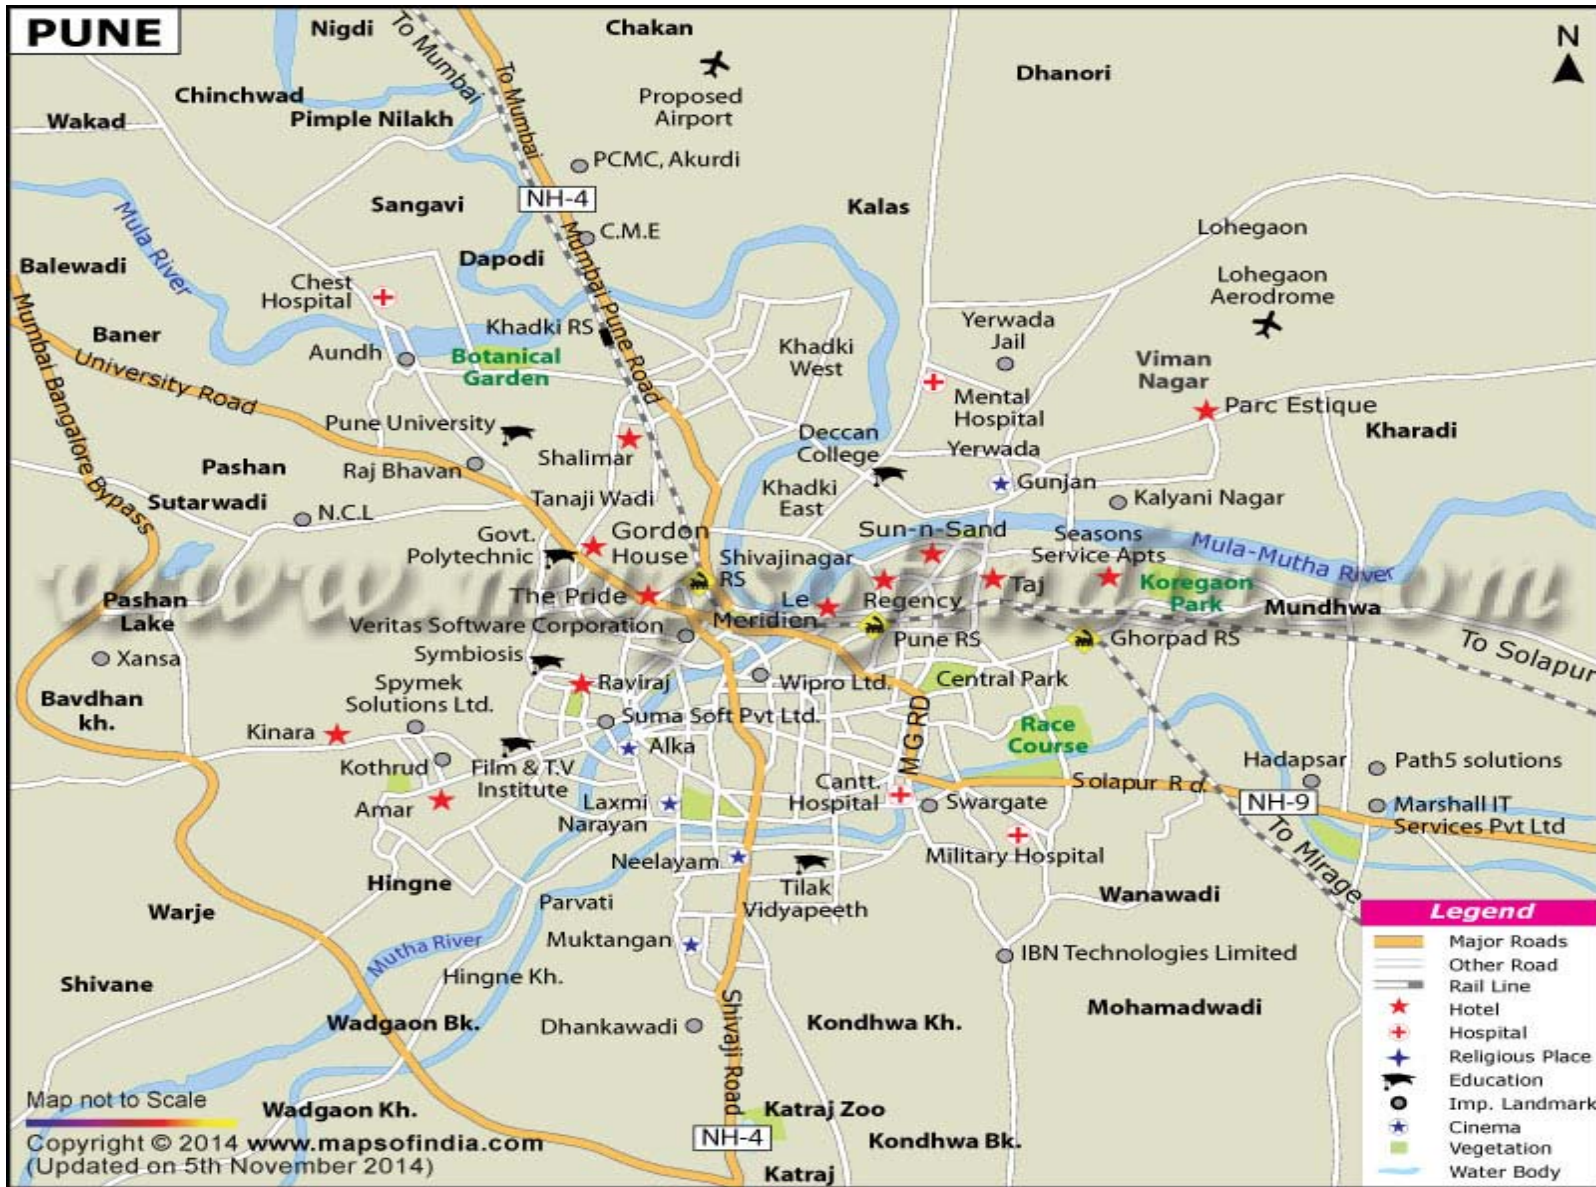 PUNE
Nigdi
To Mumbai
To Mumbai
Chakan
N
Proposed
Airport
Dhanori
Chinchwad
Wakad
Pimple Nilakh
PCMC, Akurdi
NH-4
Sangavi
Kalas
Mula River
C.M.E
Mumbai Pune Road
Lohegaon
Balewadi
Dapodi
Chest
Hospital
Lohegaon
Aerodrome
Mumbai Bangalore Bypass
Baner
Khadki RS
Yerwada
Jail
Aundh
Botanical
Garden
Khadki
West
Viman
Nagar
University Road
Mental
Hospital
Parc Estique
Pune University
Deccan
College
Kharadi
Shalimar
Yerwada
Pashan
Raj Bhavan
Gunjan
Sutarwadi
Tanaji Wadi
Khadki
East
Kalyani Nagar
N.C.L
Govt.
Polytechnic
Gordon
House
Shivajinagar
RS
Sun-n-Sand
Seasons
Service Apts
Mula-Mutha River
www.mapsofindia.com
Pashan
Lake
The Pride
Le
Meridien
Regency
Taj
Koregaon
Park
Mundhwa
Veritas Software Corporation
Pune RS
Ghorpad RS
To Solapur
Xansa
Symbiosis
Bavdhan
kh.
Spymek
Solutions Ltd.
Raviraj
Wipro Ltd.
Central Park
Suma Soft Pvt Ltd.
M G RD
Race
Course
Kinara
Alka
Kothrud
Film & T.V
Institute
Cantt.
Hospital
Solapur Rd
Hadapsar
Path5 solutions
Amar
Laxmi
Narayan
Swargate
NH-9
Marshall IT
Services Pvt Ltd
To Mirage
Neelayam
Military Hospital
Hingne
Tilak
Vidyapeeth
Wanawadi
Warje
Parvati
Mutha River
Muktangan
IBN Technologies Limited
Shivane
Hingne Kh.
Mohamadwadi
Wadgaon Bk.
Dhankawadi
Shivaji Road
Kondhwa Kh.
Wadgaon Kh.
Katraj Zoo
NH-4
Kondhwa Bk.
Katraj
Map not to Scale
Copyright © 2014 www.mapsofindia.com
(Updated on 5th November 2014)
Legend
Major Roads
Other Road
Rail Line
Hotel
Hospital
Religious Place
Education
Imp. Landmark
Cinema
Vegetation
Water Body